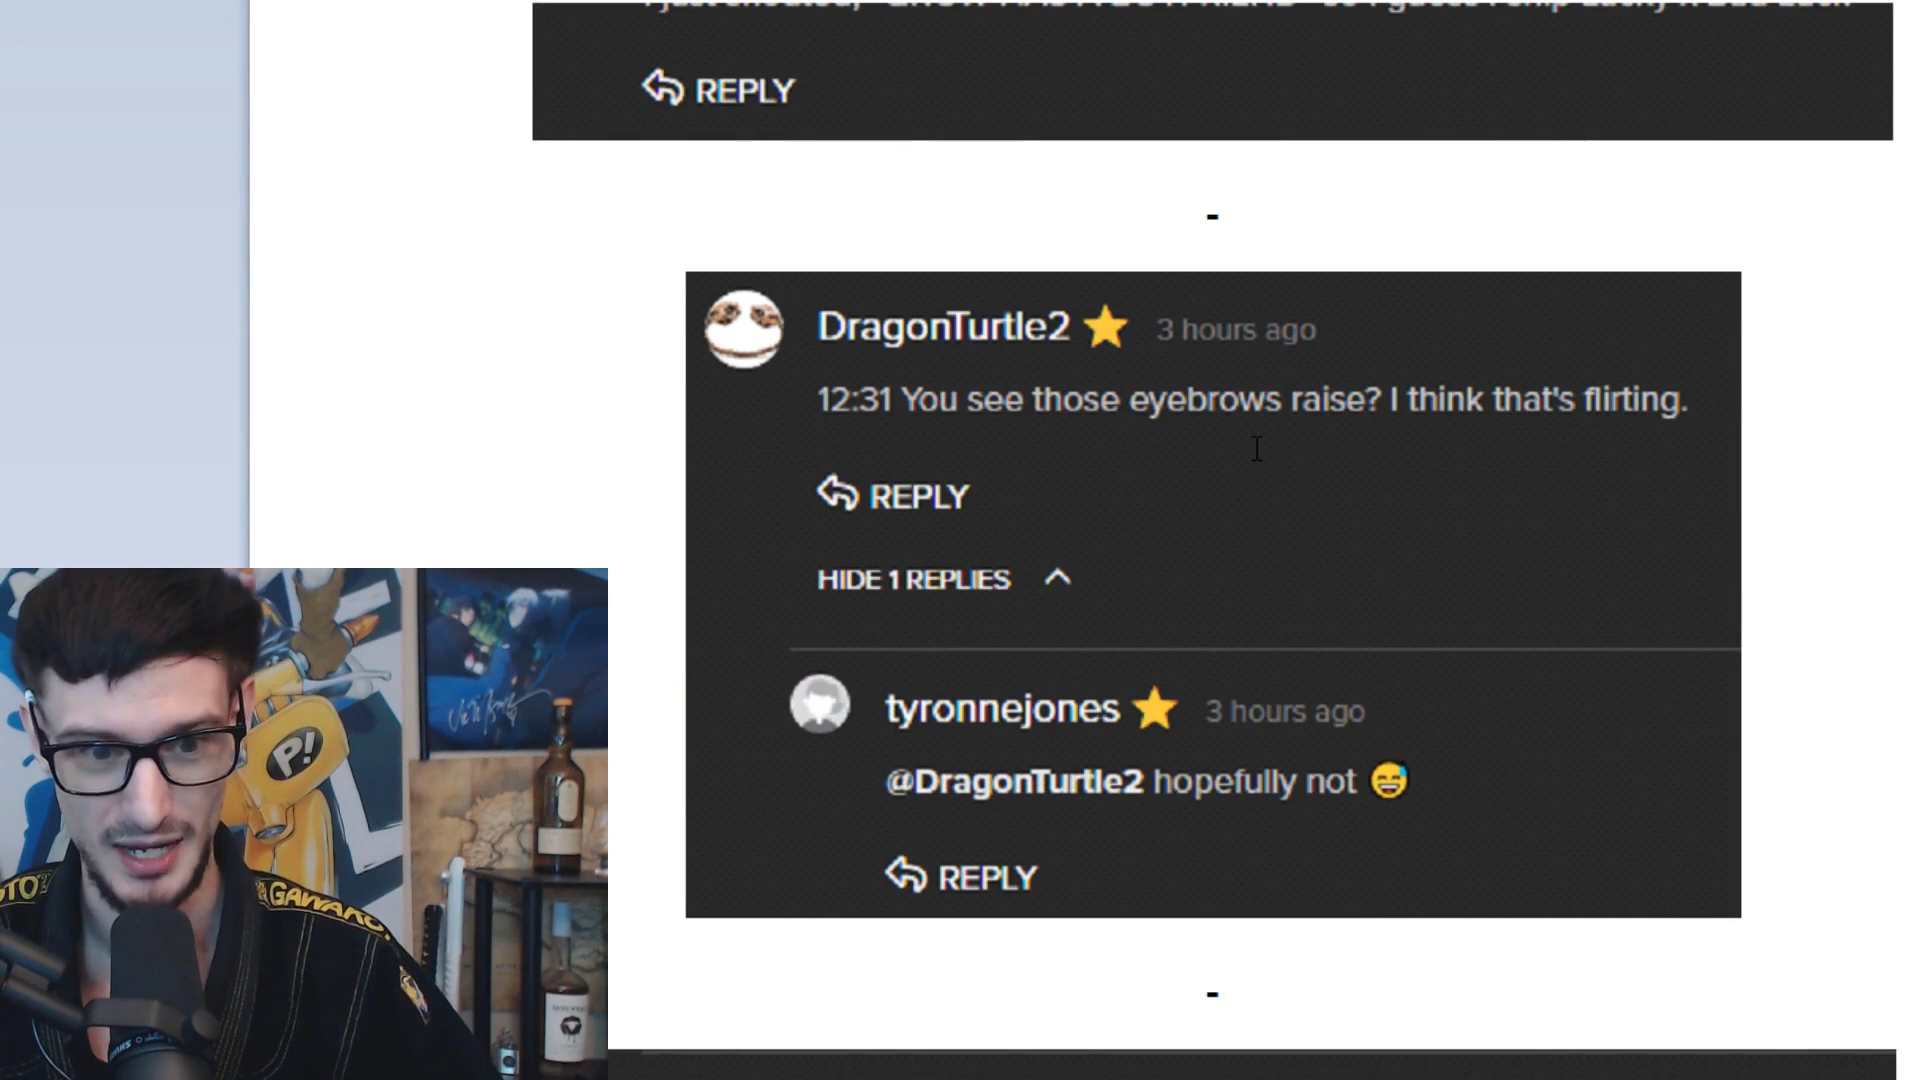 REPLY
-
DragonTurtle2 3 hours ago
12:31 You see those eyebrows raise? I think that's flirting.
REPLY
HIDE 1 REPLIES
tyronnejones 3 hours ago
@DragonTurtle2 hopefully not 😅
REPLY
-
P!
GAWAKO